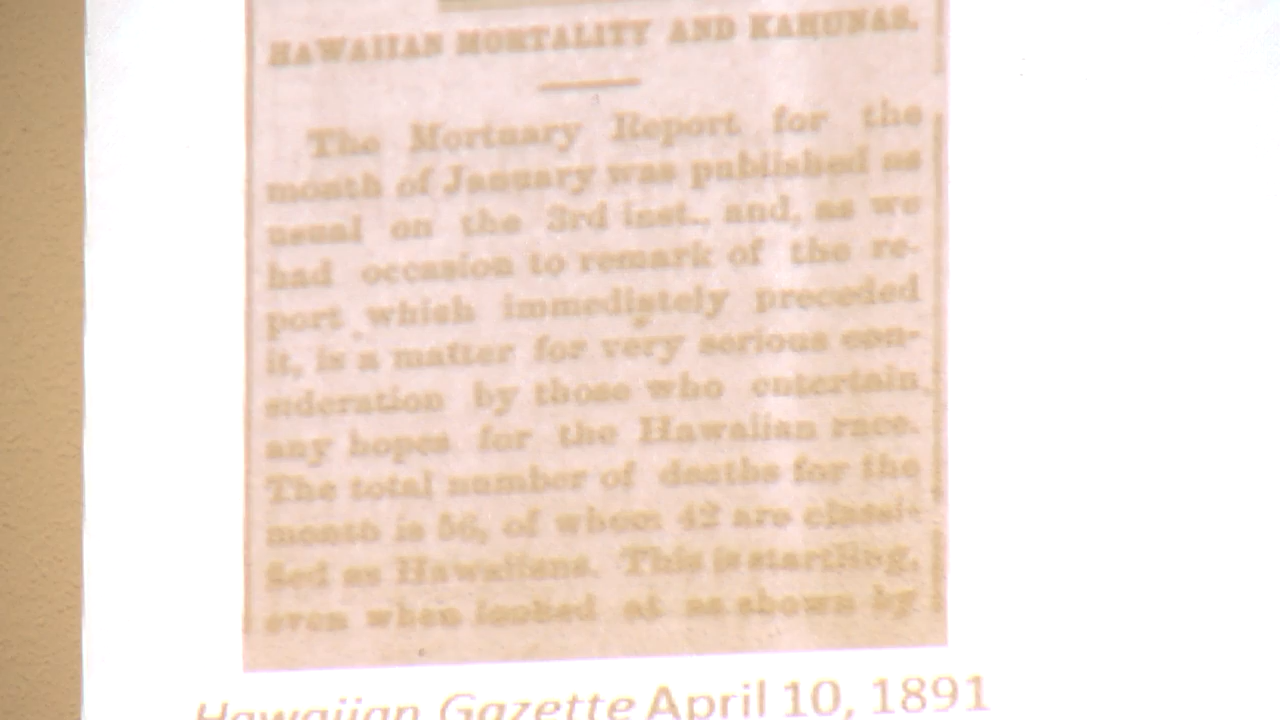 HAWAIIAN MORTALITY AND KAHUNAS.
The Mortuary Report for the
month of January was published as
usual on the 3rd inst., and, as we
had occasion to remark of the re-
port which immediately preceded
it, is a matter for very serious con-
sideration by those who entertain
any hopes for the Hawaiian race.
The total number of deaths for the
month is 56, of whom 42 are classi-
fied as Hawaiians. This is startling,
even when looked at as shown by
Hawaiian Gazette April 10, 1891